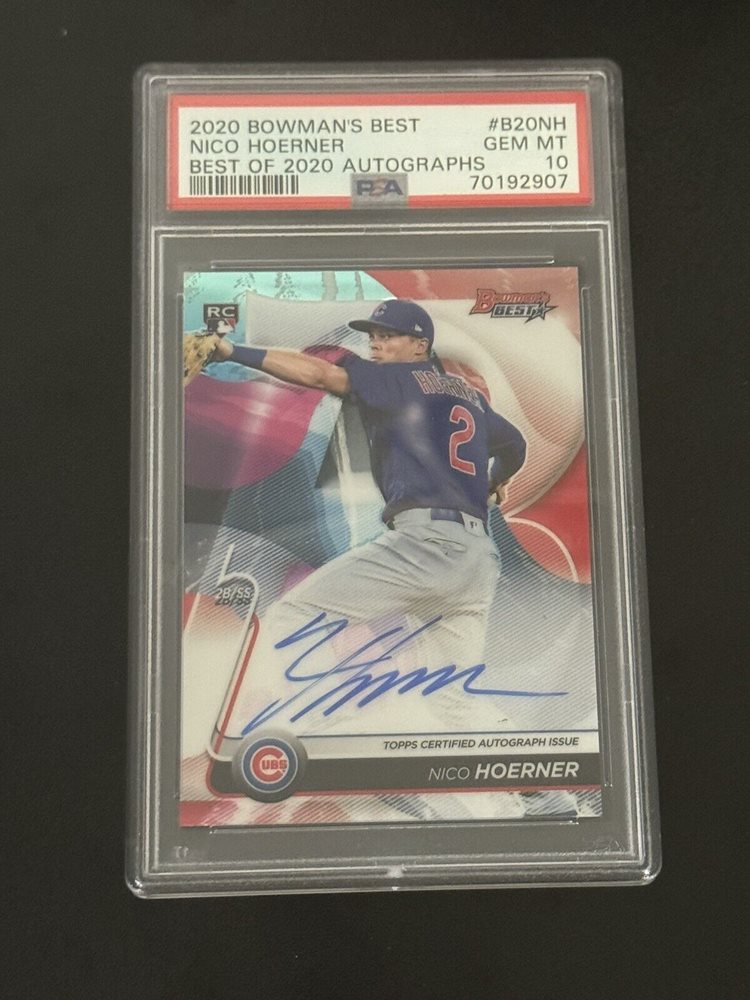 2020 BOWMAN'S BEST #B20NH
NICO HOERNER GEM MT
BEST OF 2020 AUTOGRAPHS 10
PSA 70192907
RC
Bowman's
BEST
HOERNER
2
2B/SS
TOPPS CERTIFIED AUTOGRAPH ISSUE
CUBS
NICO HOERNER